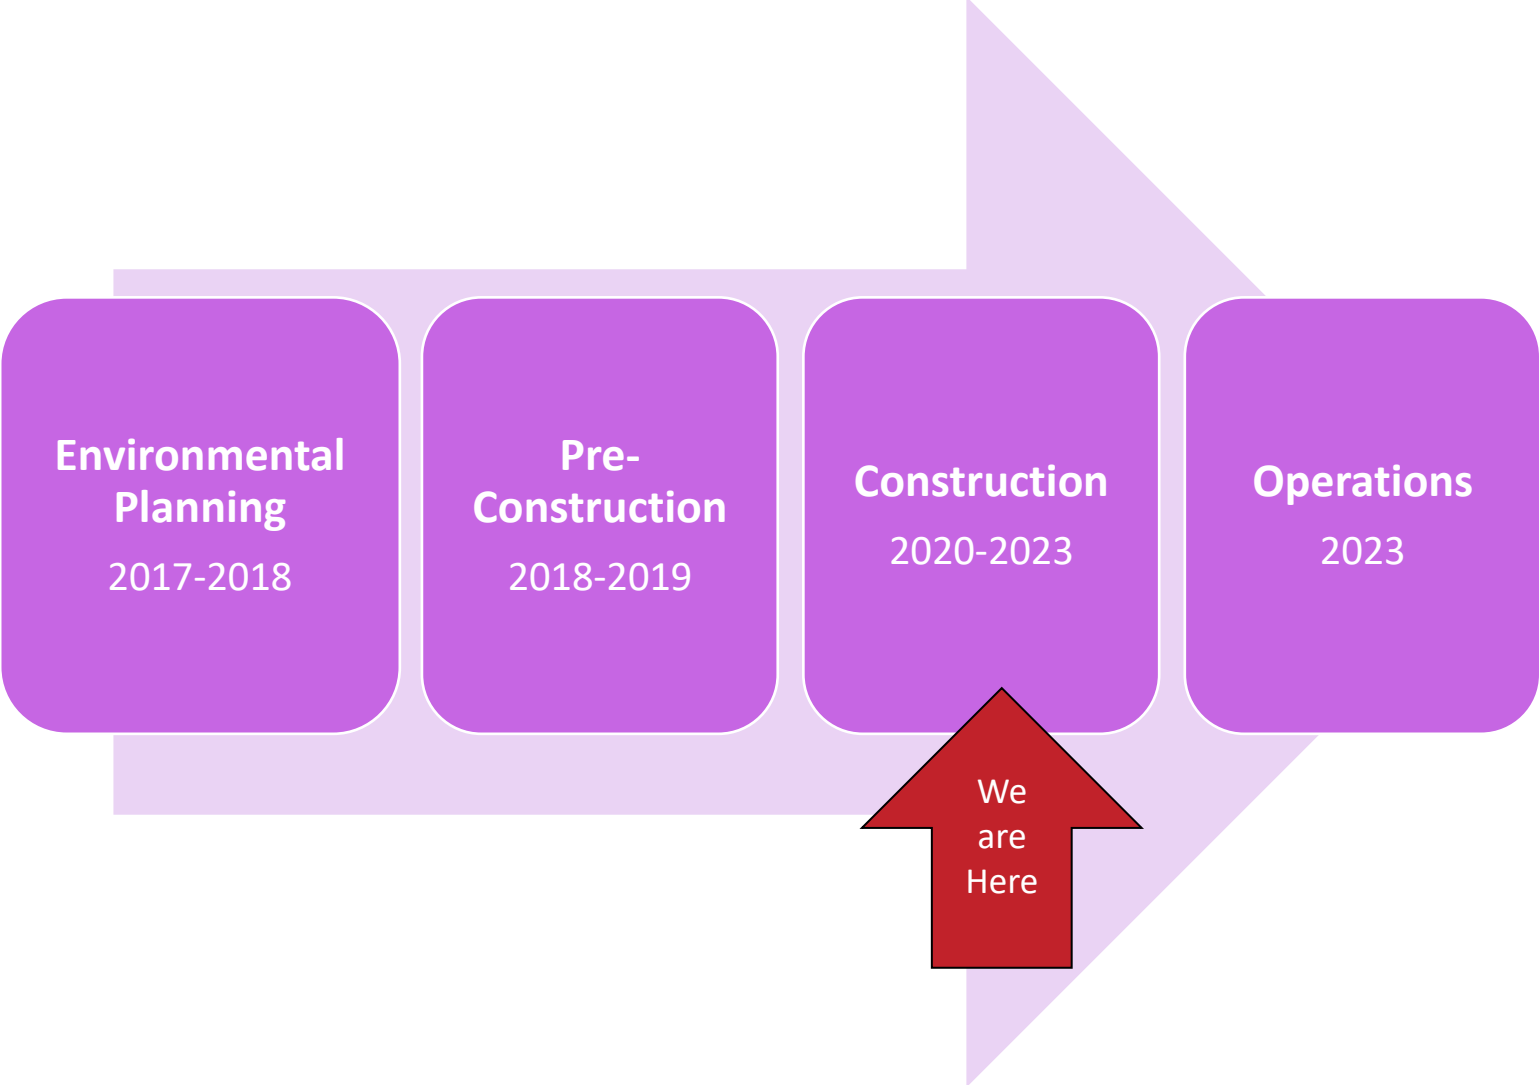 Environmental
Planning
2017-2018
Pre-
Construction
2018-2019
Construction
2020-2023
Operations
2023
We
are
Here